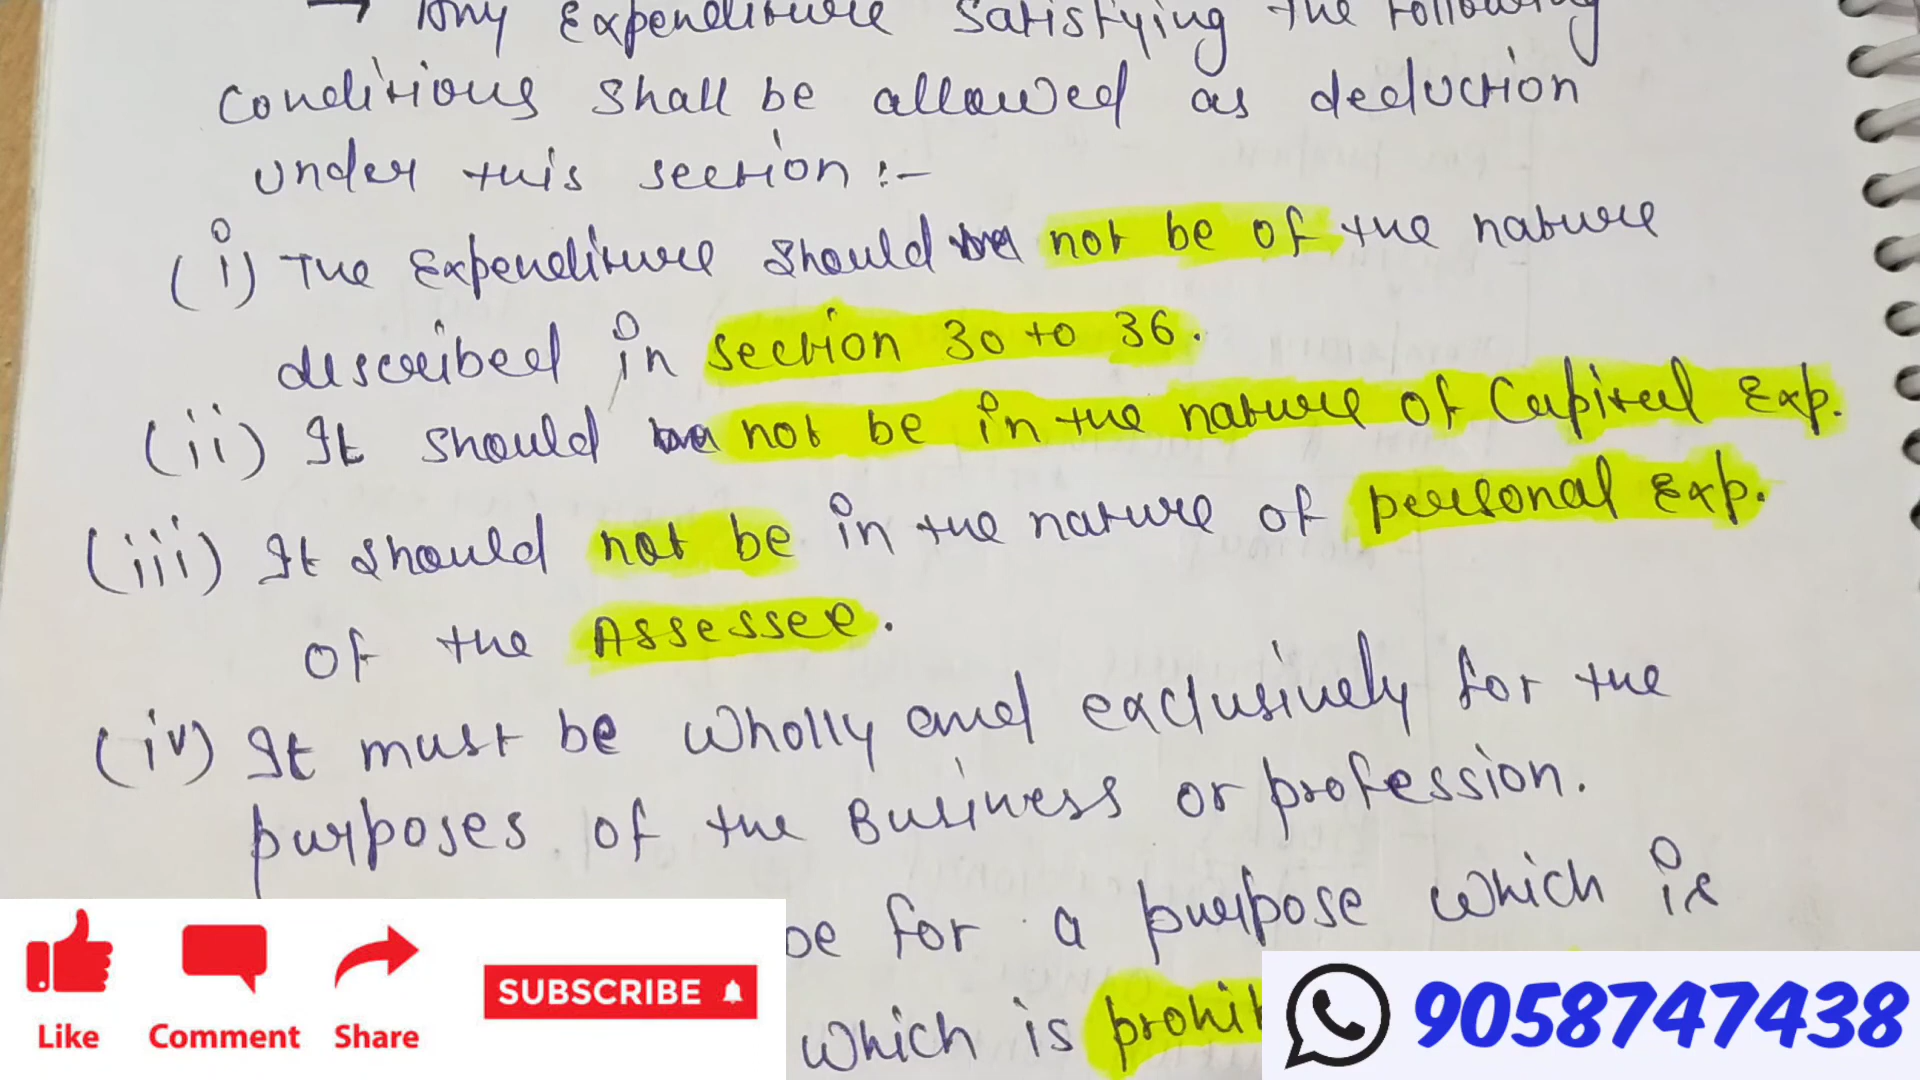 → Any Expenditure satisfying the following
conditions shall be allowed as deduction
under this section :-
(i) The Expenditure should not be of the nature
described in section 30 to 36.
(ii) It should not be in the nature of Capital Exp.
(iii) It should not be in the nature of personal Exp.
of the Assessee.
(iv) It must be wholly and exclusively for the
purposes of the Business or profession.
be for a purpose which is
which is prohib
Like Comment Share
SUBSCRIBE
9058747438